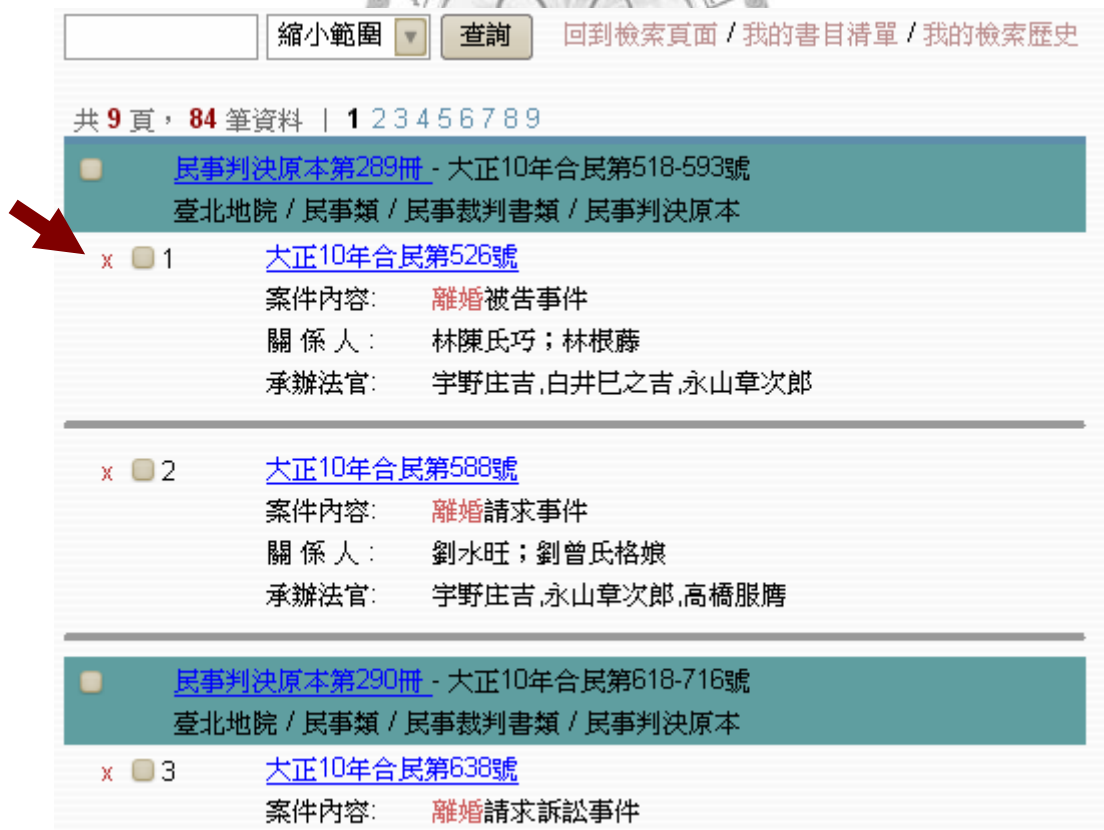 縮小範圍 查詢 回到檢索頁面 / 我的書目清單 / 我的檢索歷史
共 9 頁, 84 筆資料 | 1 2 3 4 5 6 7 8 9
民事判決原本第289冊 - 大正10年合民第518-593號
臺北地院 / 民事類 / 民事裁判書類 / 民事判決原本
x 1 大正10年合民第526號
案件內容: 離婚被告事件
關 係 人 : 林陳氏巧；林根藤
承辦法官: 宇野庄吉,白井巳之吉,永山章次郎
x 2 大正10年合民第588號
案件內容: 離婚請求事件
關 係 人 : 劉水旺；劉曾氏格娘
承辦法官: 宇野庄吉,永山章次郎,高橋服膺
民事判決原本第290冊 - 大正10年合民第618-716號
臺北地院 / 民事類 / 民事裁判書類 / 民事判決原本
x 3 大正10年合民第638號
案件內容: 離婚請求訴訟事件